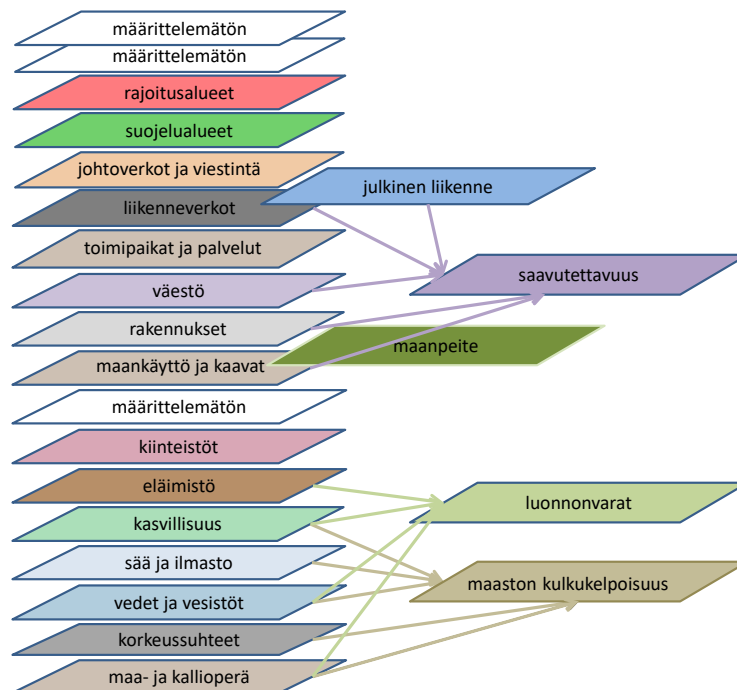 määrittelemätön
määrittelemätön
rajoitusalueet
suojelualueet
johtoverkot ja viestintä
julkinen liikenne
liikenneverkot
toimipaikat ja palvelut
saavutettavuus
väestö
rakennukset
maanpeite
maankäyttö ja kaavat
määrittelemätön
kiinteistöt
eläimistö
luonnonvarat
kasvillisuus
sää ja ilmasto
maaston kulkukelpoisuus
vedet ja vesistöt
korkeussuhteet
maa- ja kallioperä